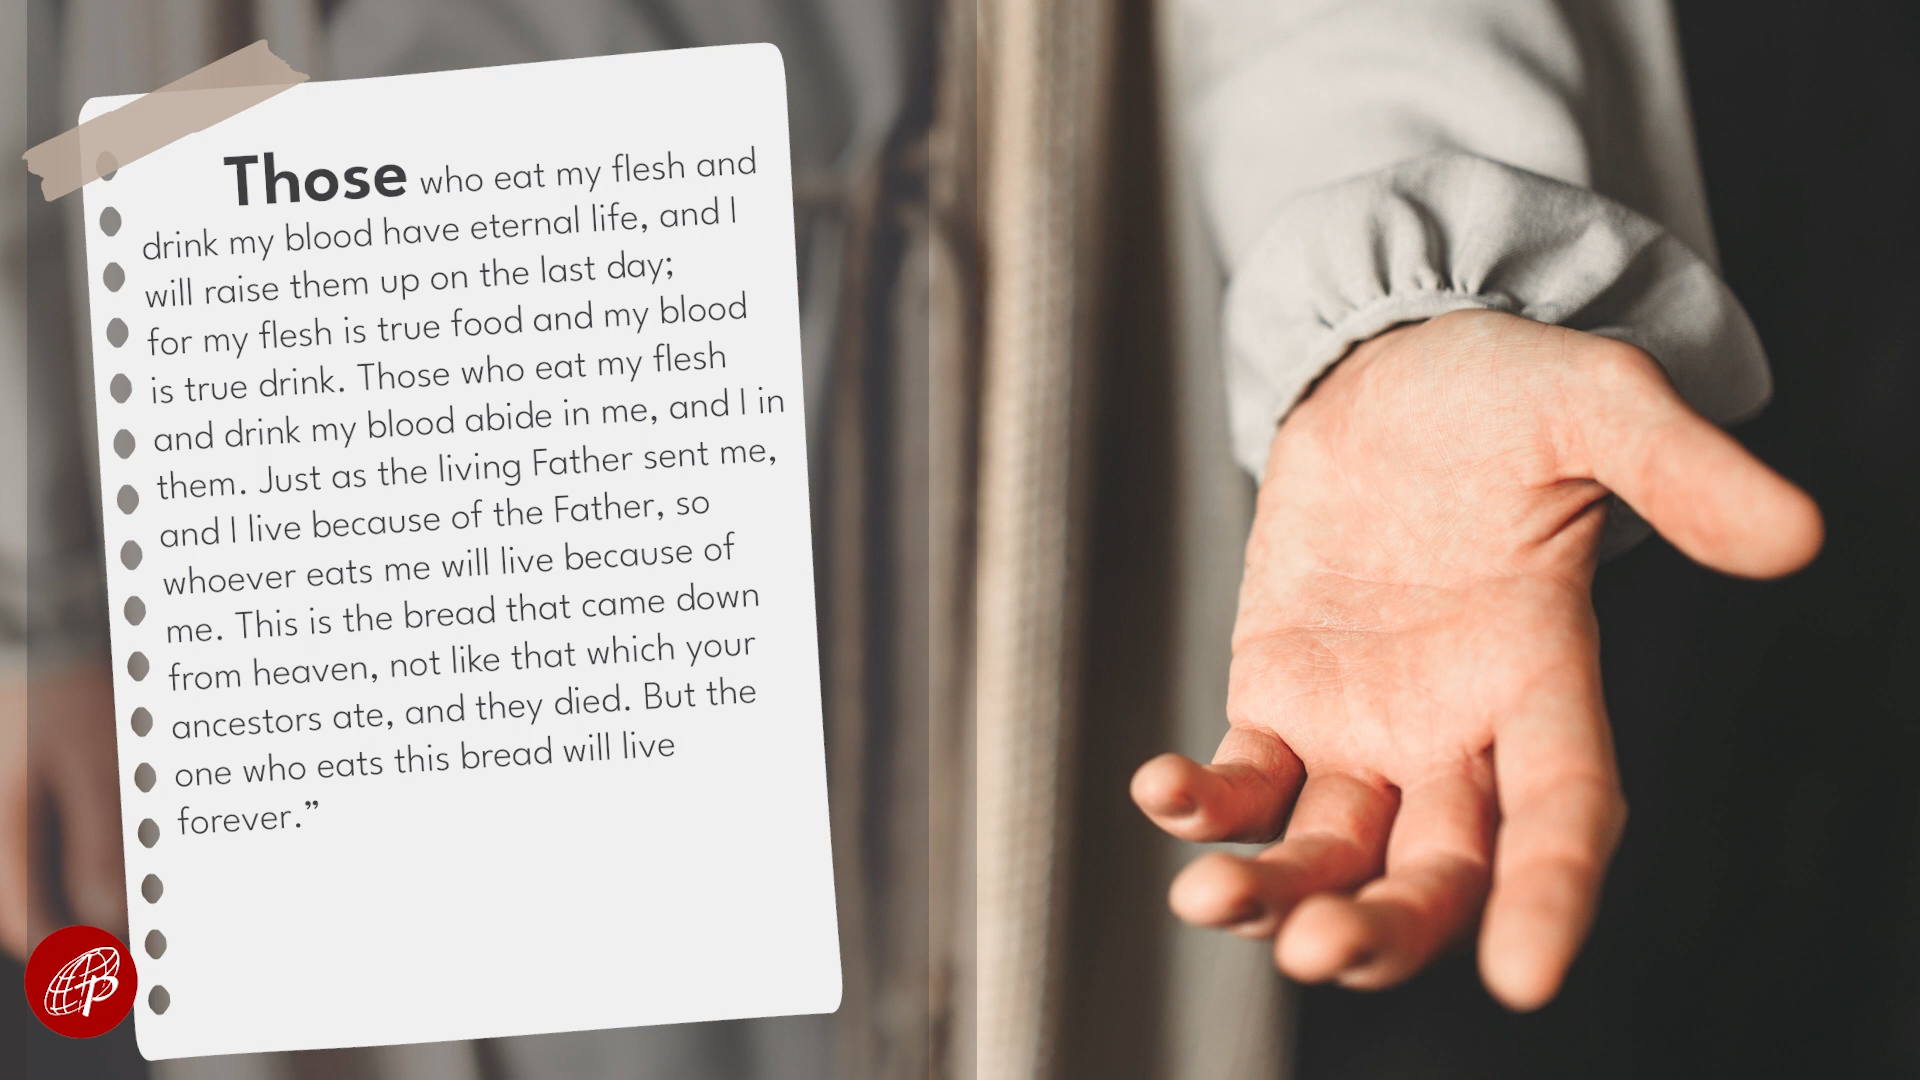 Those who eat my flesh and
drink my blood have eternal life, and I
will raise them up on the last day;
for my flesh is true food and my blood
is true drink. Those who eat my flesh
and drink my blood abide in me, and I in
them. Just as the living Father sent me,
and I live because of the Father, so
whoever eats me will live because of
me. This is the bread that came down
from heaven, not like that which your
ancestors ate, and they died. But the
one who eats this bread will live
forever.”